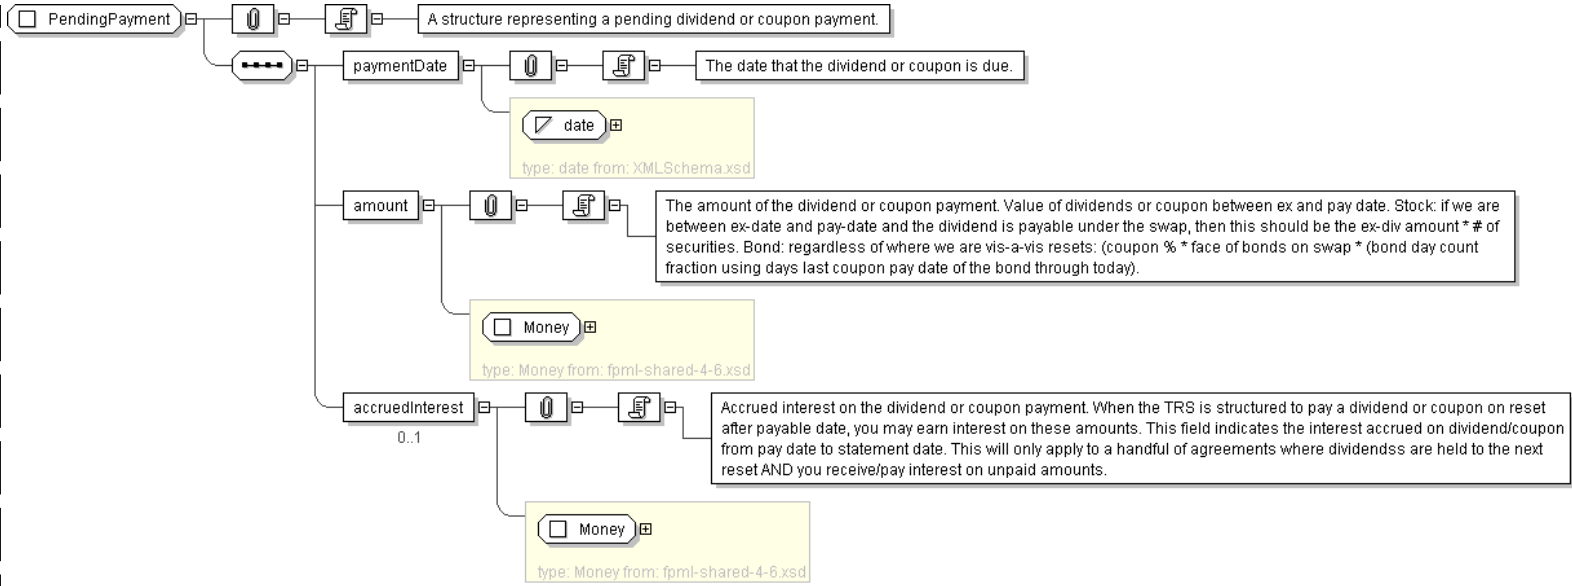 PendingPayment
A structure representing a pending dividend or coupon payment.
paymentDate
The date that the dividend or coupon is due.
date
type: date from: XMLSchema.xsd
amount
The amount of the dividend or coupon payment. Value of dividends or coupon between ex and pay date. Stock: if we are
between ex-date and pay-date and the dividend is payable under the swap, then this should be the ex-div amount * # of
securities. Bond: regardless of where we are vis-a-vis resets: (coupon % * face of bonds on swap * (bond day count
fraction using days last coupon pay date of the bond through today).
Money
type: Money from: fpml-shared-4-6.xsd
accruedInterest
0..1
Accrued interest on the dividend or coupon payment. When the TRS is structured to pay a dividend or coupon on reset
after payable date, you may earn interest on these amounts. This field indicates the interest accrued on dividend/coupon
from pay date to statement date. This will only apply to a handful of agreements where dividendss are held to the next
reset AND you receive/pay interest on unpaid amounts.
Money
type: Money from: fpml-shared-4-6.xsd